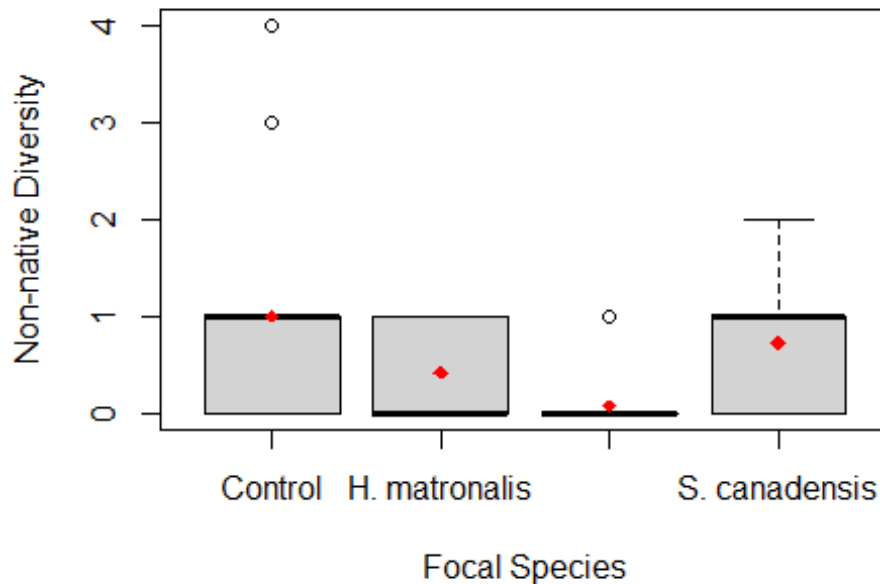 Non-native Diversity
4
3
2
1
0
Control H. matronalis S. canadensis
Focal Species